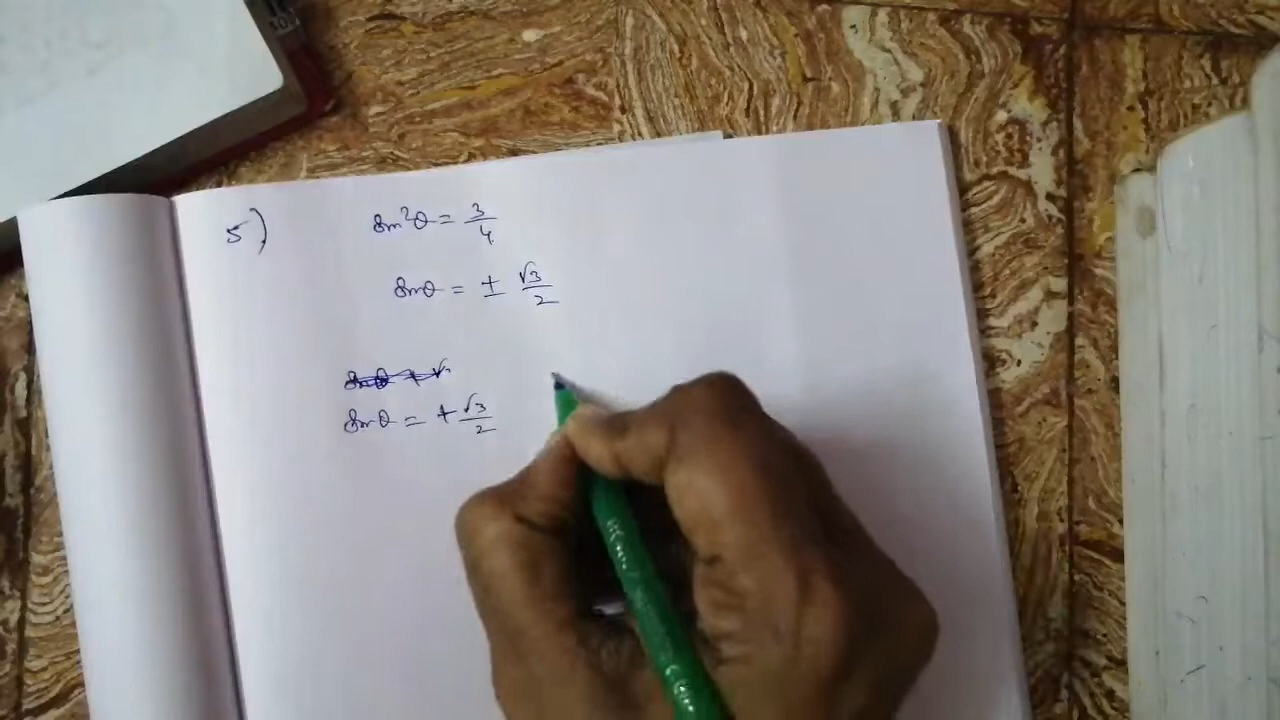 5) sin²θ = 3/4
sinθ = ± √3/2
sinθ = + √3/2